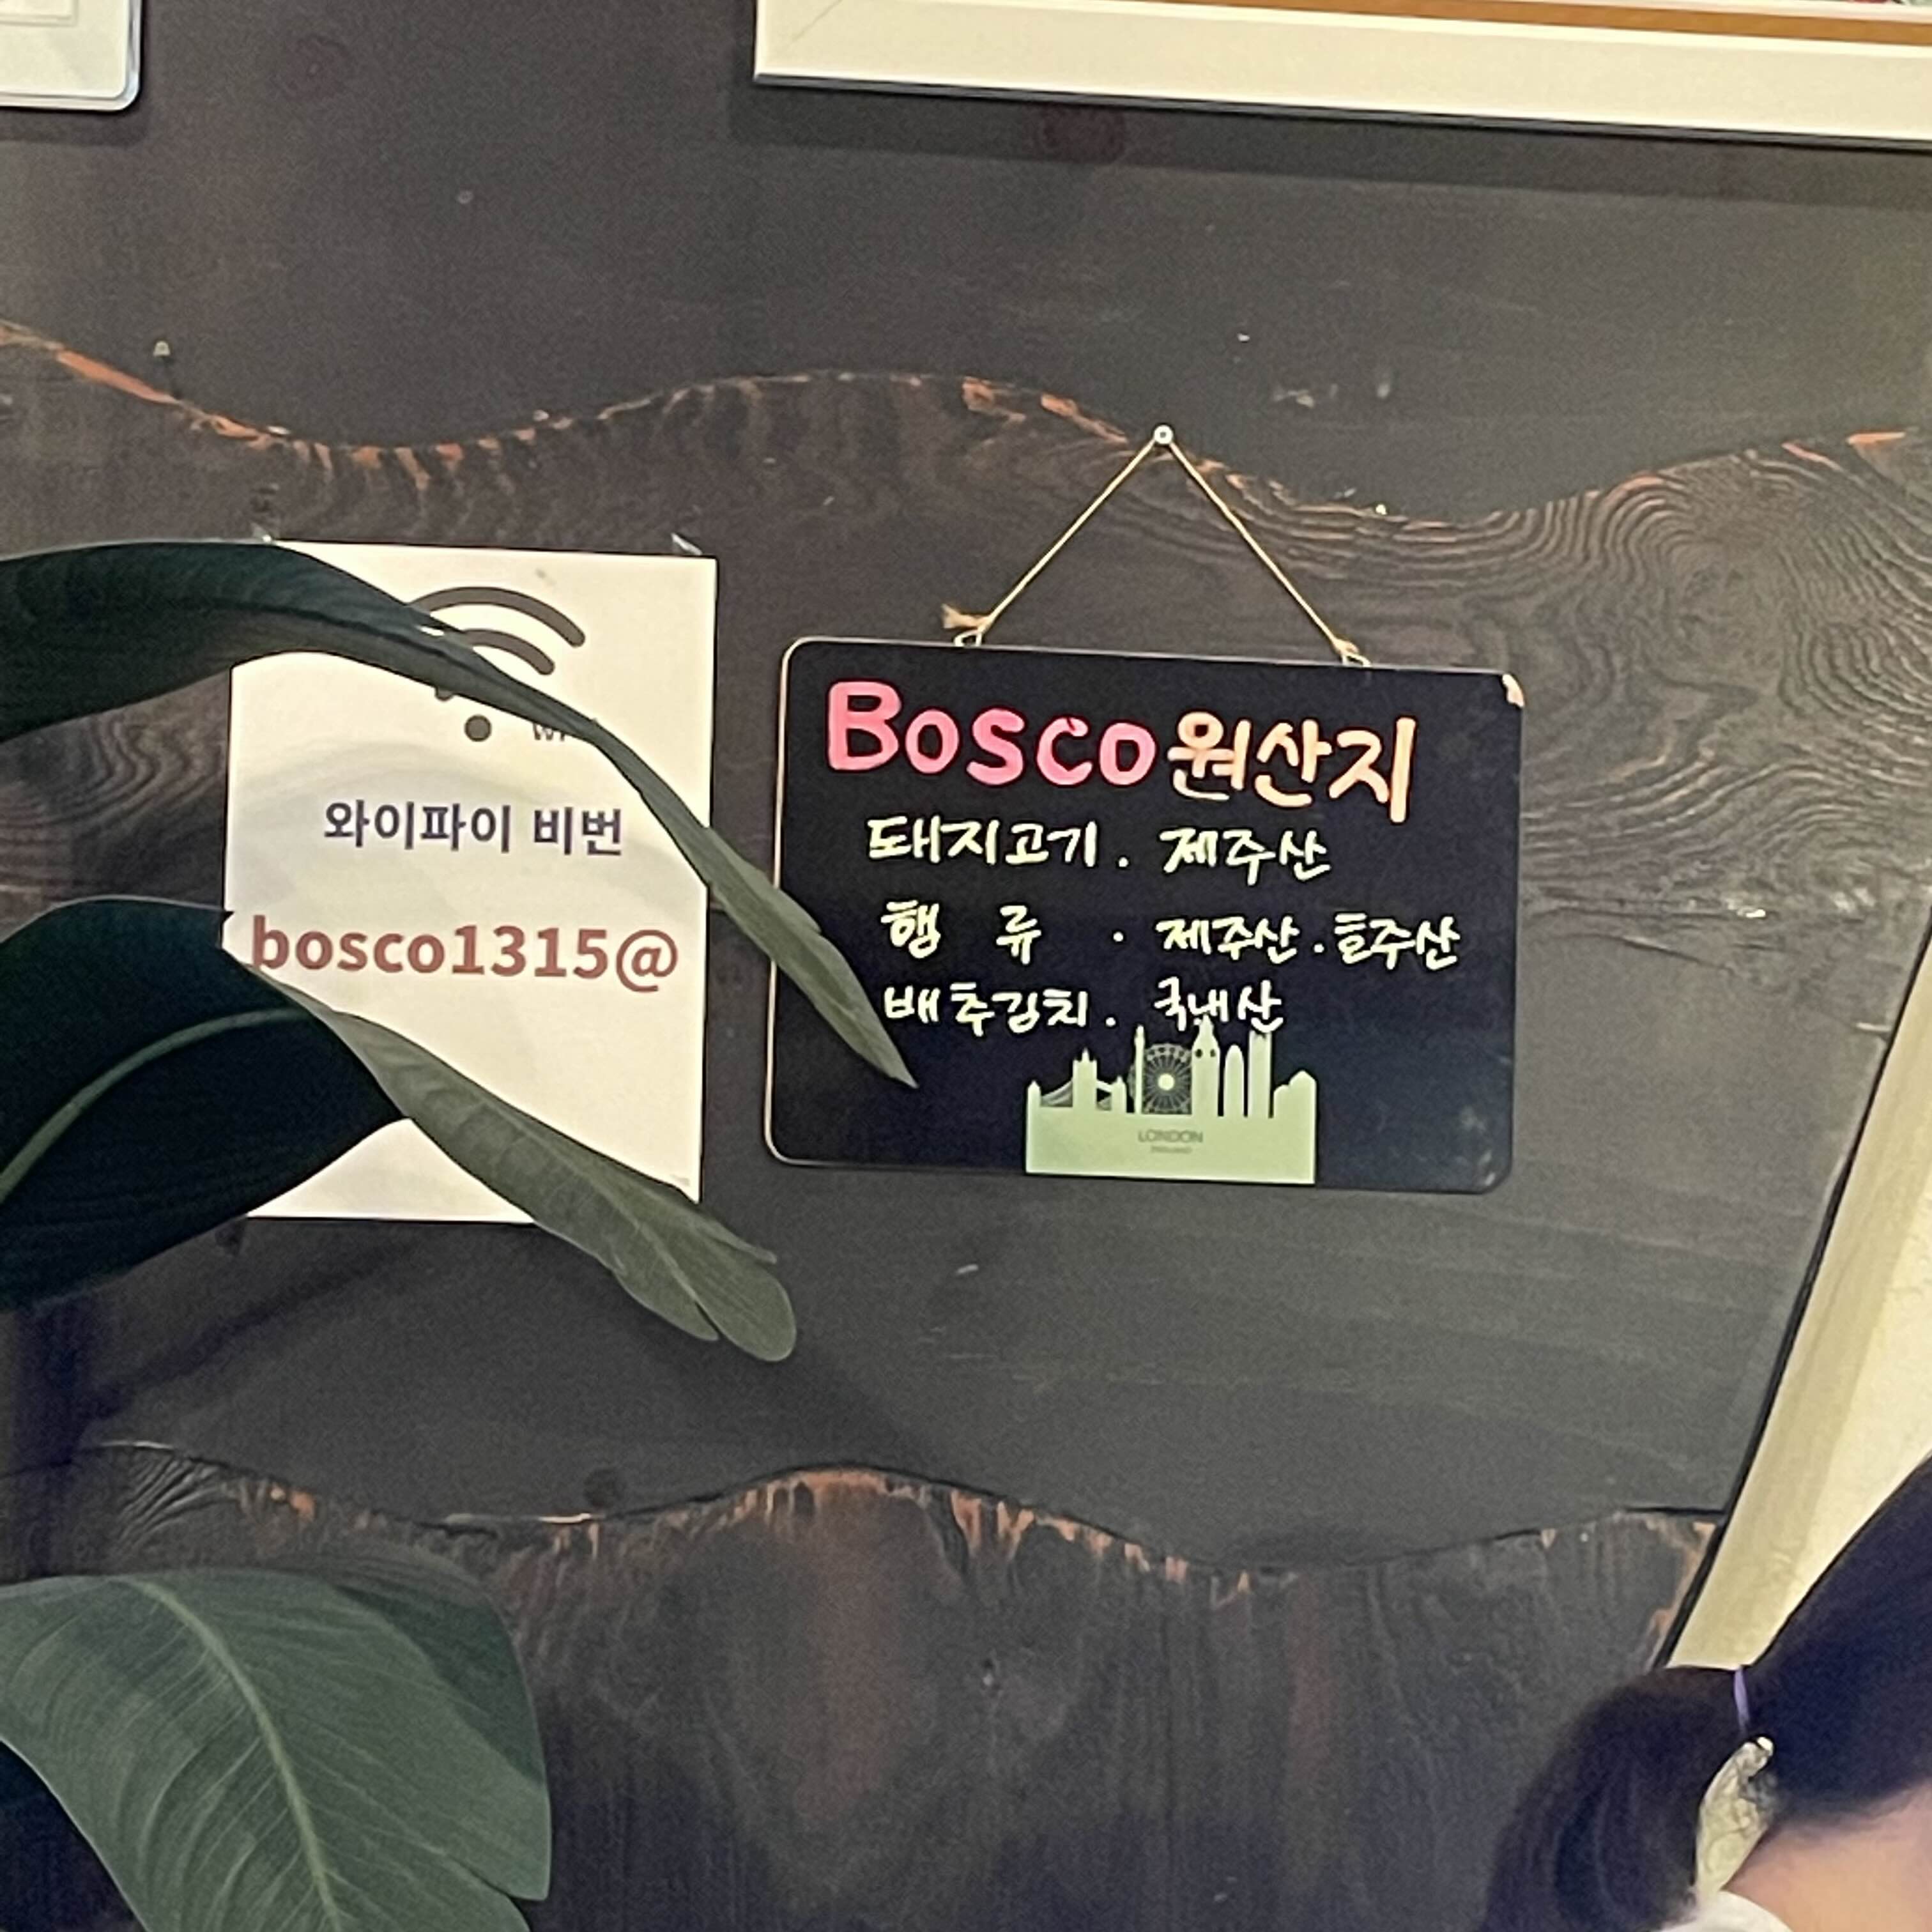 와이파이 비번
bosco1315@
Bosco 원산지
돼지고기. 제주산
햄 류 · 제주산.호주산
배추김치. 국내산
LONDON